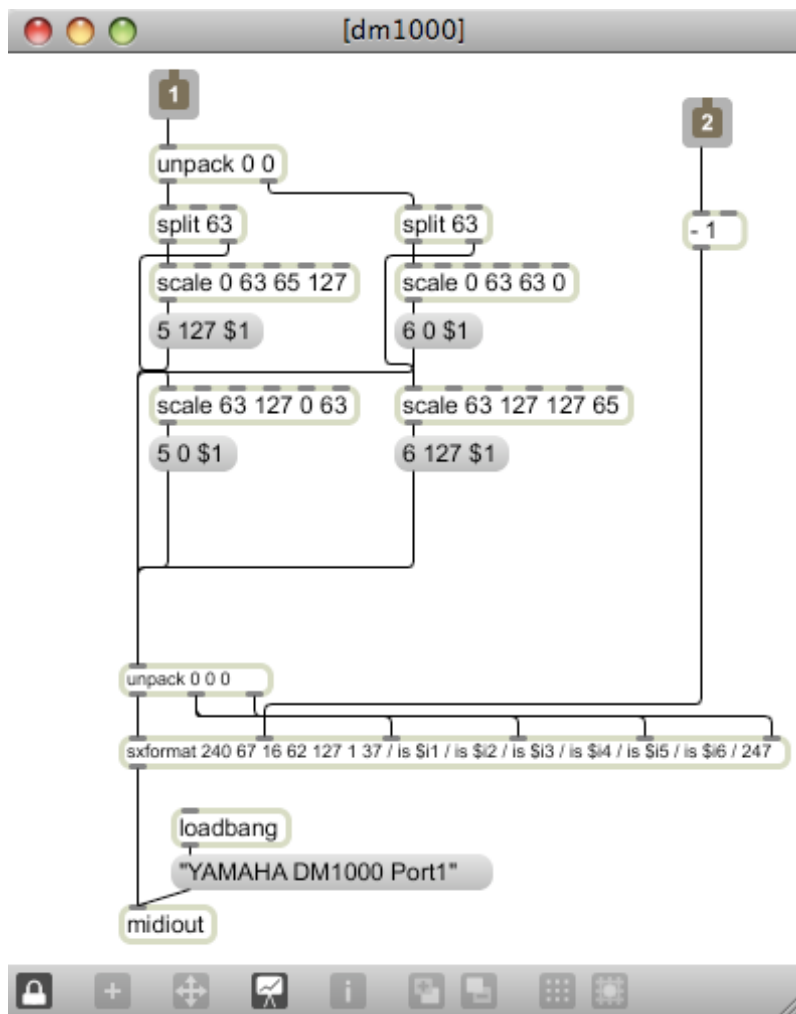 [dm1000]
1
2
unpack 0 0
split 63
split 63
- 1
scale 0 63 65 127
scale 0 63 63 0
5 127 $1
6 0 $1
scale 63 127 0 63
scale 63 127 127 65
5 0 $1
6 127 $1
unpack 0 0 0
sxformat 240 67 16 62 127 1 37 / is $i1 / is $i2 / is $i3 / is $i4 / is $i5 / is $i6 / 247
loadbang
"YAMAHA DM1000 Port1"
midiout